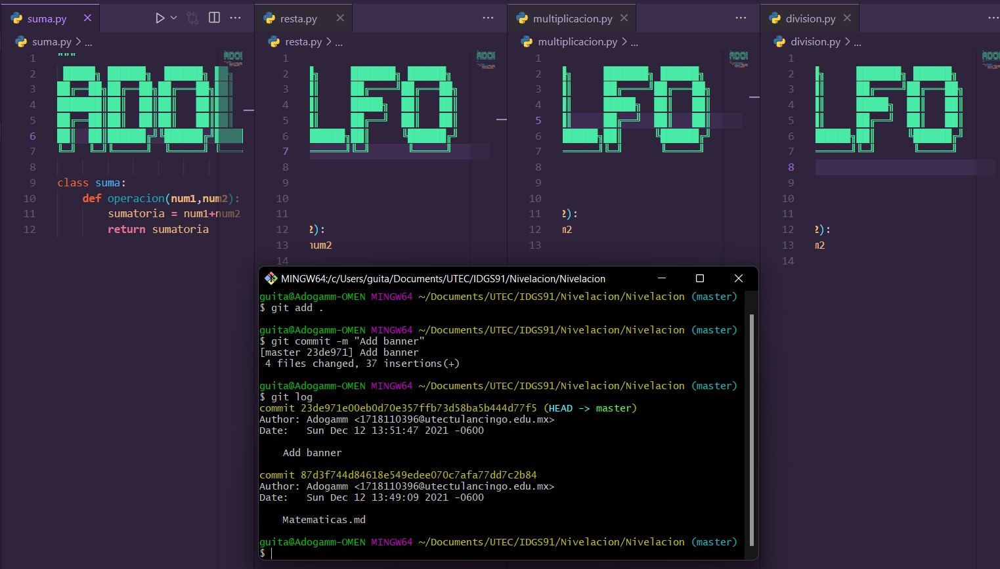 suma.py
suma.py > ...
1 """
2
3
4
5
6
7
8
9 class suma:
10 def operacion(num1,num2):
11 sumatoria = num1+num2
12 return sumatoria
resta.py
resta.py > ...
1
2
3
4
5
6
7
8
9
10
11
12 2):
13 num2
14
multiplicacion.py
multiplicacion.py > ...
1
2
3
4
5
6
7
8
9
10
11 2):
12 m2
13
division.py
division.py > ...
1
2
3
4
5
6
7
8
9
10
11
12 2):
13 m2
14
MINGW64:/c/Users/guita/Documents/UTEC/IDGS91/Nivelacion/Nivelacion
guita@Adogamm-OMEN MINGW64 ~/Documents/UTEC/IDGS91/Nivelacion/Nivelacion (master)
$ git add .
guita@Adogamm-OMEN MINGW64 ~/Documents/UTEC/IDGS91/Nivelacion/Nivelacion (master)
$ git commit -m "Add banner"
[master 23de971] Add banner
4 files changed, 37 insertions(+)
guita@Adogamm-OMEN MINGW64 ~/Documents/UTEC/IDGS91/Nivelacion/Nivelacion (master)
$ git log
commit 23de971e00eb0d70e357ffb73d58ba5b444d77f5 (HEAD -> master)
Author: Adogamm <1718110396@utectulancingo.edu.mx>
Date: Sun Dec 12 13:51:47 2021 -0600
Add banner
commit 87d3f744d84618e549edee070c7afa77dd7c2b84
Author: Adogamm <1718110396@utectulancingo.edu.mx>
Date: Sun Dec 12 13:49:09 2021 -0600
Matematicas.md
guita@Adogamm-OMEN MINGW64 ~/Documents/UTEC/IDGS91/Nivelacion/Nivelacion (master)
$